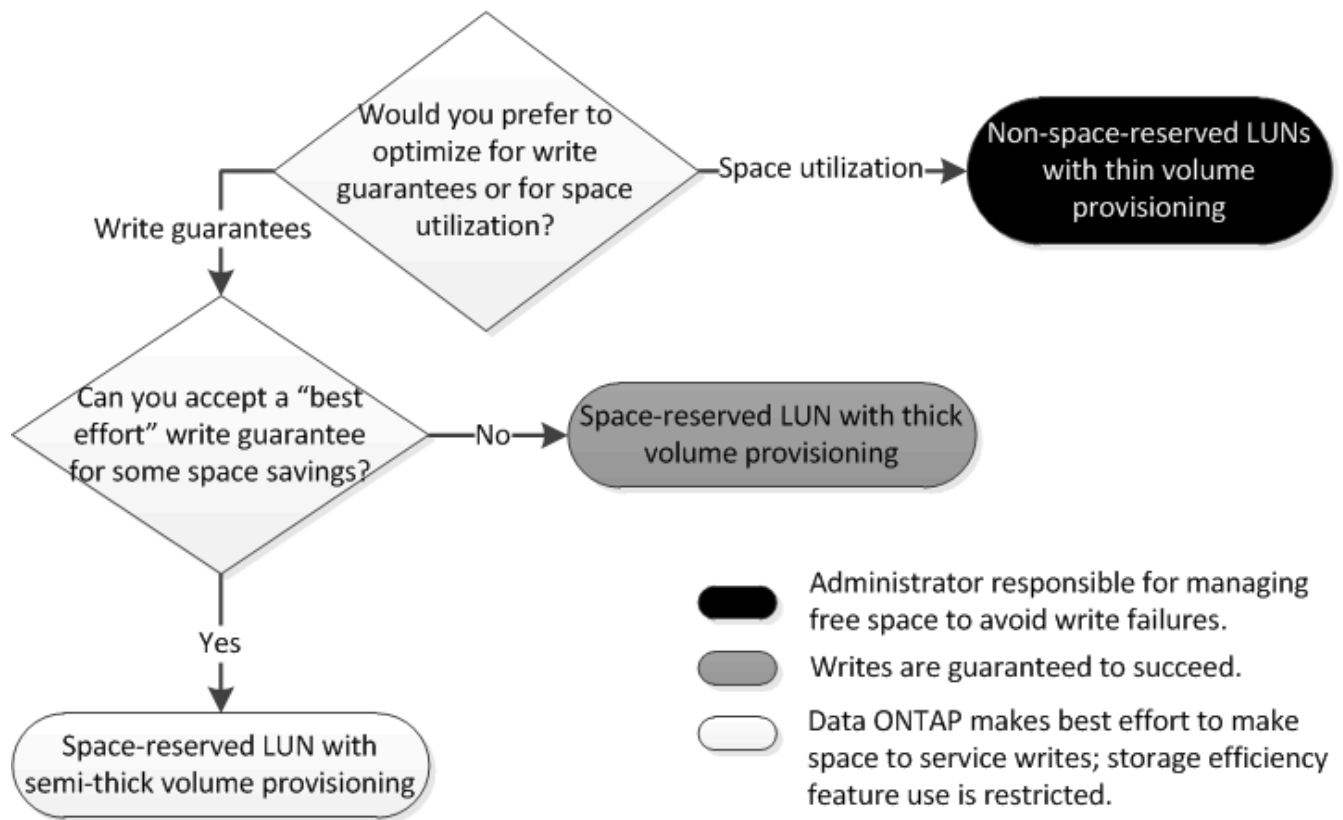 Would you prefer to
optimize for write
guarantees or for space
utilization?
Space utilization
Non-space-reserved LUNs
with thin volume
provisioning
Write guarantees
Can you accept a “best
effort” write guarantee
for some space savings?
No
Space-reserved LUN with thick
volume provisioning
Yes
Space-reserved LUN with
semi-thick volume provisioning
Administrator responsible for managing
free space to avoid write failures.
Writes are guaranteed to succeed.
Data ONTAP makes best effort to make
space to service writes; storage efficiency
feature use is restricted.